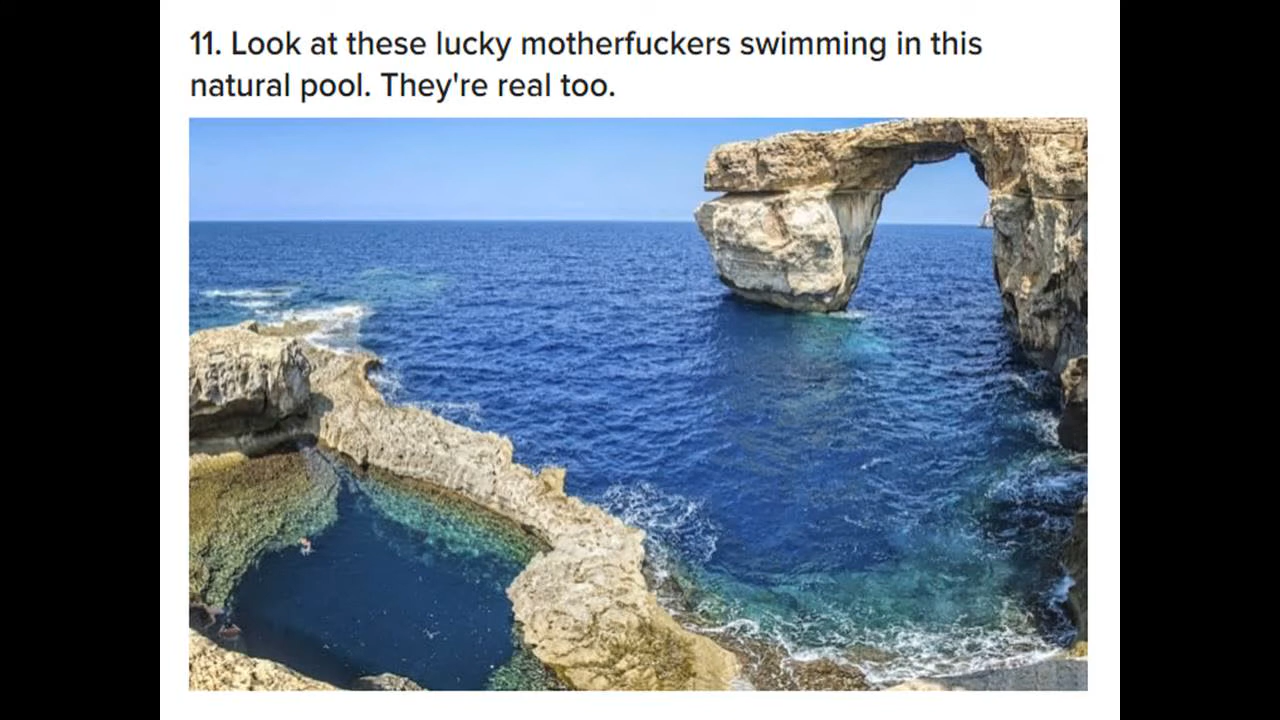 11. Look at these lucky motherfuckers swimming in this
natural pool. They're real too.